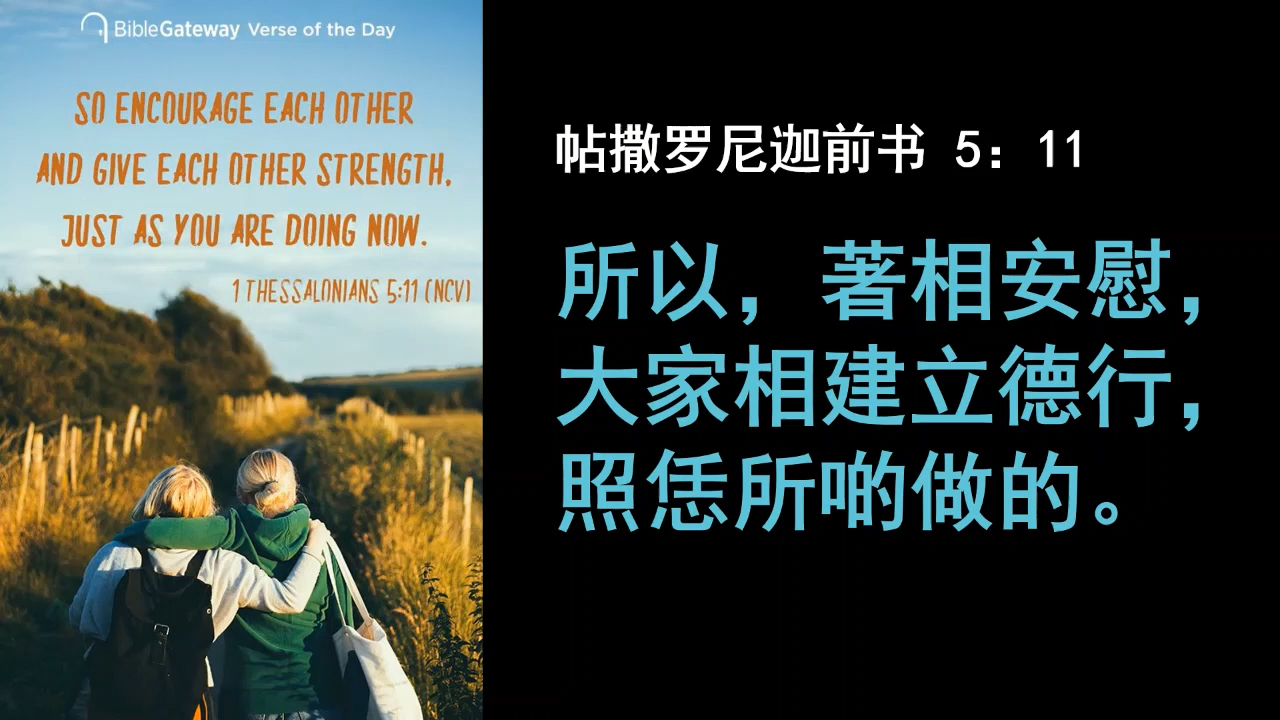 BibleGateway Verse of the Day
SO ENCOURAGE EACH OTHER
AND GIVE EACH OTHER STRENGTH,
JUST AS YOU ARE DOING NOW.
1 THESSALONIANS 5:11 (NCV)
帖撒罗尼迦前书 5：11
所以，著相安慰，
大家相建立德行，
照恁所啲做的。